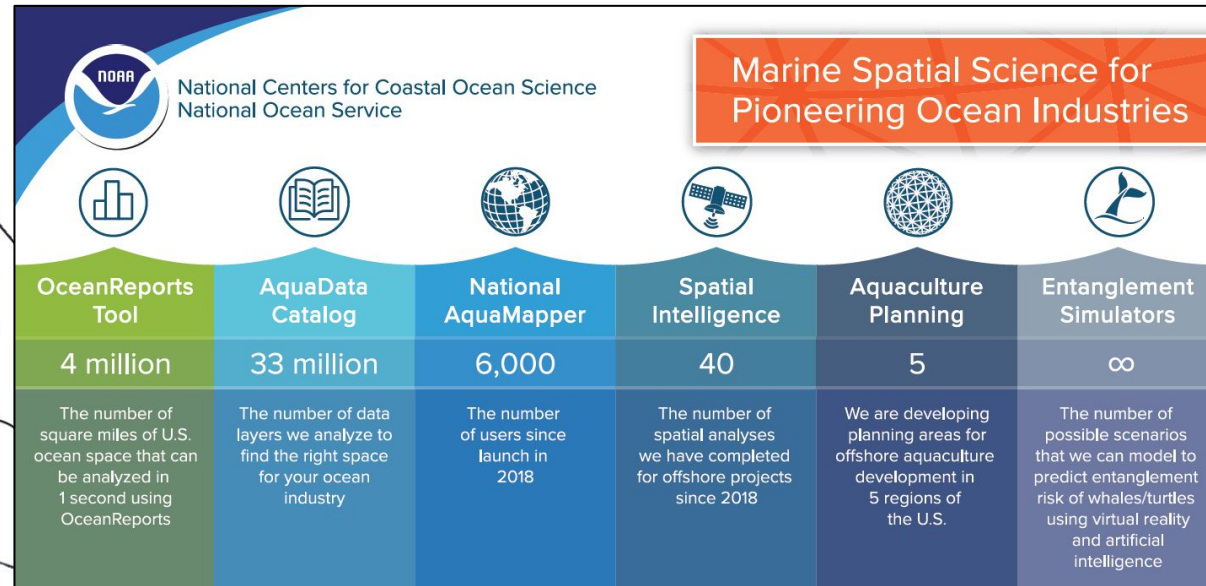 NOAA
National Centers for Coastal Ocean Science
National Ocean Service
Marine Spatial Science for
Pioneering Ocean Industries
OceanReports
Tool
4 million
The number of
square miles of U.S.
ocean space that can
be analyzed in
1 second using
OceanReports
AquaData
Catalog
33 million
The number of data
layers we analyze to
find the right space
for your ocean
industry
National
AquaMapper
6,000
The number
of users since
launch in
2018
Spatial
Intelligence
40
The number of
spatial analyses
we have completed
for offshore projects
since 2018
Aquaculture
Planning
5
We are developing
planning areas for
offshore aquaculture
development in
5 regions of
the U.S.
Entanglement
Simulators
∞
The number of
possible scenarios
that we can model to
predict entanglement
risk of whales/turtles
using virtual reality
and artificial
intelligence